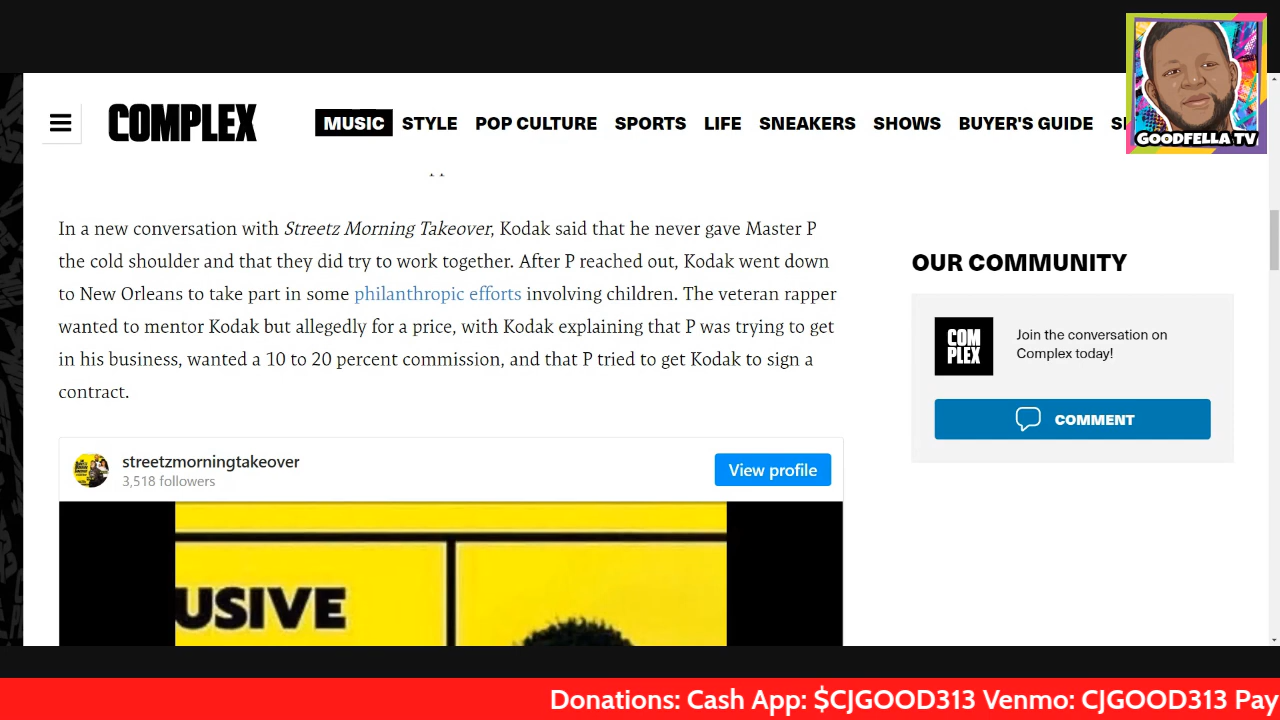 COMPLEX
MUSIC STYLE POP CULTURE SPORTS LIFE SNEAKERS SHOWS BUYER'S GUIDE
GOODFELLA TV
In a new conversation with Streetz Morning Takeover, Kodak said that he never gave Master P
the cold shoulder and that they did try to work together. After P reached out, Kodak went down
to New Orleans to take part in some philanthropic efforts involving children. The veteran rapper
wanted to mentor Kodak but allegedly for a price, with Kodak explaining that P was trying to get
in his business, wanted a 10 to 20 percent commission, and that P tried to get Kodak to sign a
contract.
OUR COMMUNITY
COM
PLEX
Join the conversation on
Complex today!
COMMENT
streetzmorningtakeover
3,518 followers
View profile
USIVE
Donations: Cash App: $CJGOOD313 Venmo: CJGOOD313 Pay